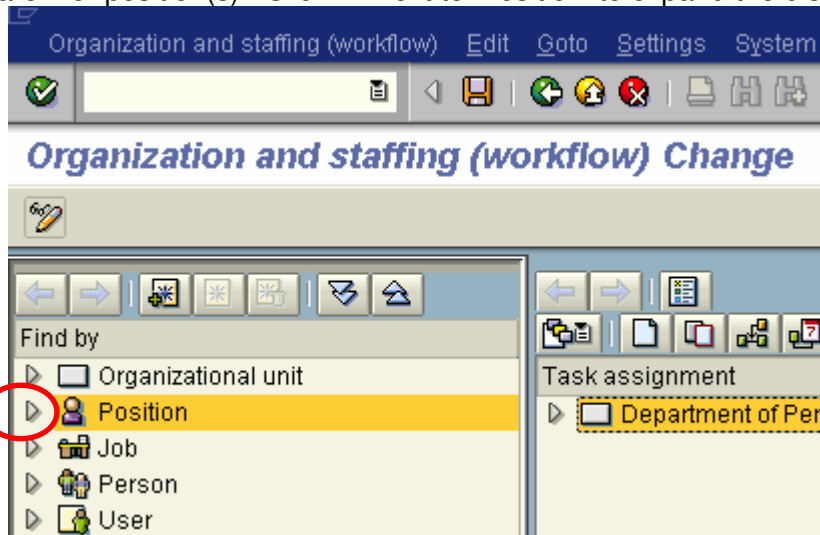 Organization and staffing (workflow) Edit Goto Settings System
Organization and staffing (workflow) Change
Find by
Organizational unit
Position
Job
Person
User
Task assignment
Department of Per